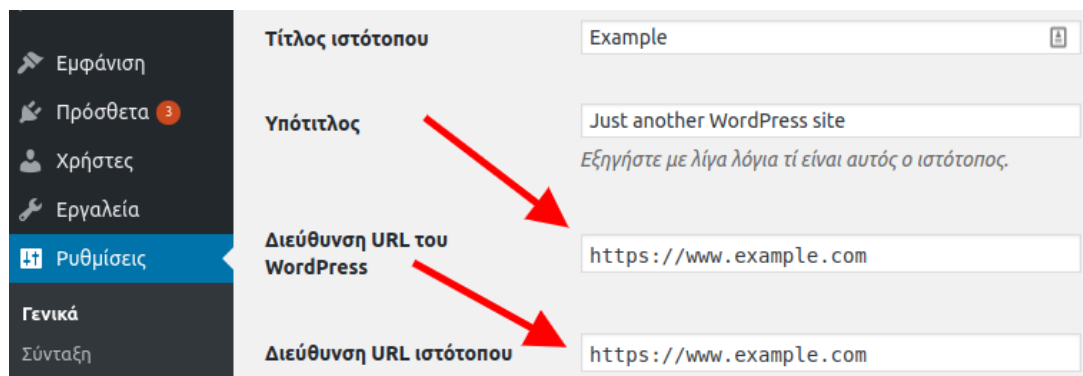 Εμφάνιση
Πρόσθετα 3
Χρήστες
Εργαλεία
Ρυθμίσεις
Γενικά
Σύνταξη
Τίτλος ιστότοπου
Example
Υπότιτλος
Just another WordPress site
Εξηγήστε με λίγα λόγια τί είναι αυτός ο ιστότοπος.
Διεύθυνση URL του
WordPress
https://www.example.com
Διεύθυνση URL ιστότοπου
https://www.example.com